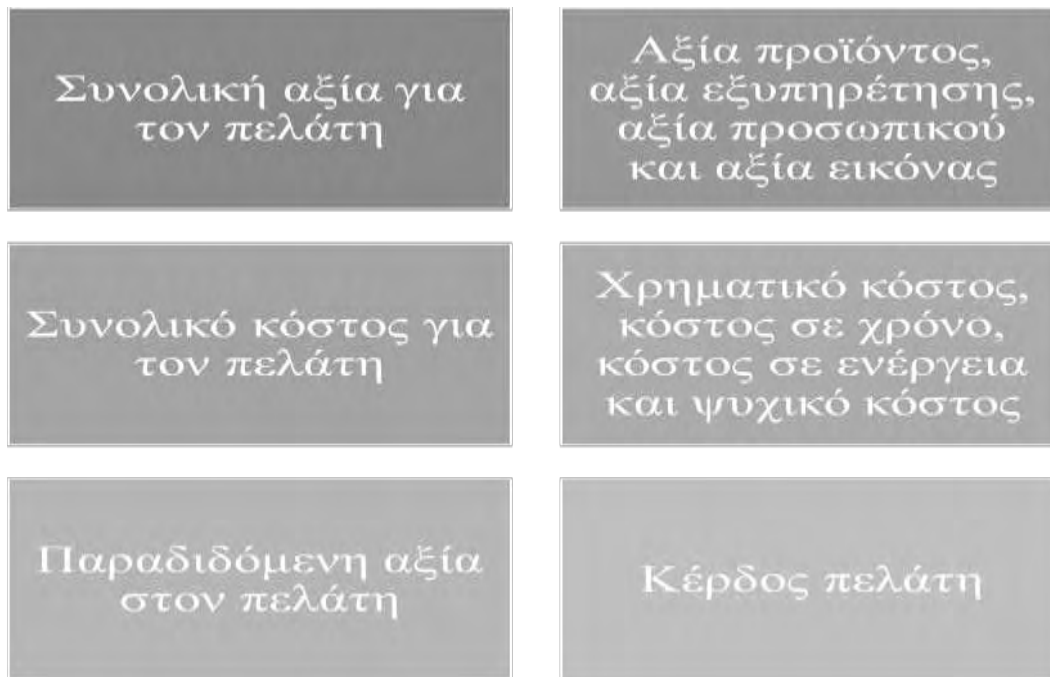 Συνολική αξία για
τον πελάτη
Αξία προϊόντος,
αξία εξυπηρέτησης,
αξία προσωπικού
και αξία εικόνας
Συνολικό κόστος για
τον πελάτη
Χρηματικό κόστος,
κόστος σε χρόνο,
κόστος σε ενέργεια
και ψυχικό κόστος
Παραδιδόμενη αξία
στον πελάτη
Κέρδος πελάτη